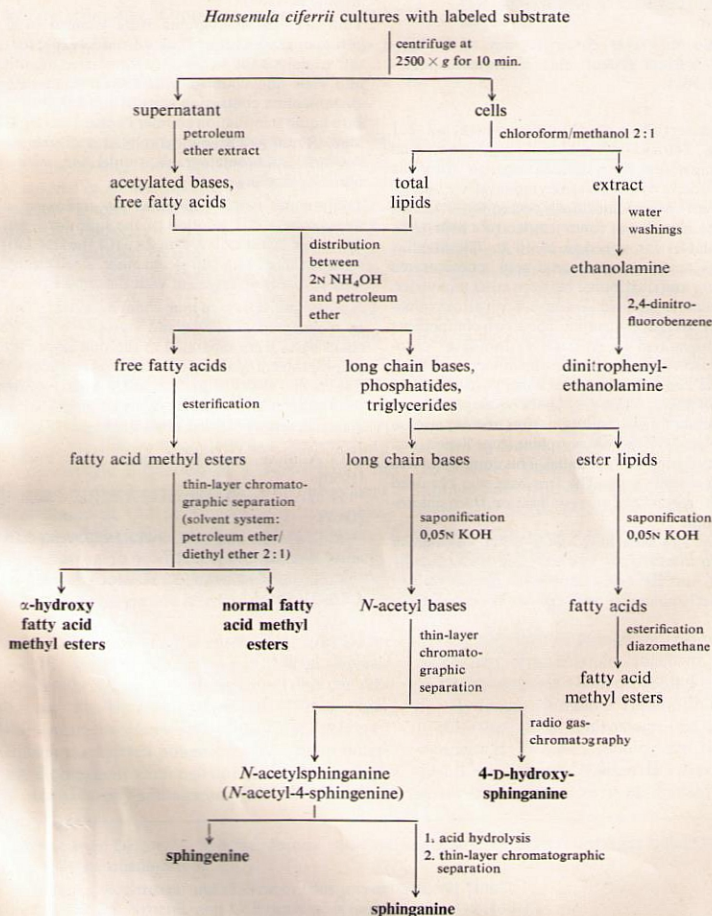 Hansenula ciferrii cultures with labeled substrate
centrifuge at
2500 × g for 10 min.
supernatant
cells
petroleum
ether extract
chloroform/methanol 2:1
acetylated bases,
free fatty acids
total
lipids
extract
water
washings
distribution
between
2N NH₄OH
and petroleum
ether
ethanolamine
2,4-dinitro-
fluorobenzene
free fatty acids
long chain bases,
phosphatides,
triglycerides
dinitrophenyl-
ethanolamine
esterification
fatty acid methyl esters
long chain bases
ester lipids
thin-layer chromato-
graphic separation
(solvent system:
petroleum ether/
diethyl ether 2:1)
saponification
0,05N KOH
saponification
0,05N KOH
α-hydroxy
fatty acid
methyl esters
normal fatty
acid methyl
esters
N-acetyl bases
fatty acids
thin-layer
chromato-
graphic
separation
esterification
diazomethane
fatty acid
methyl esters
radio gas-
chromatography
N-acetylsphinganine
(N-acetyl-4-sphingenine)
4-D-hydroxy-
sphinganine
sphingenine
1. acid hydrolysis
2. thin-layer chromatographic
separation
sphinganine